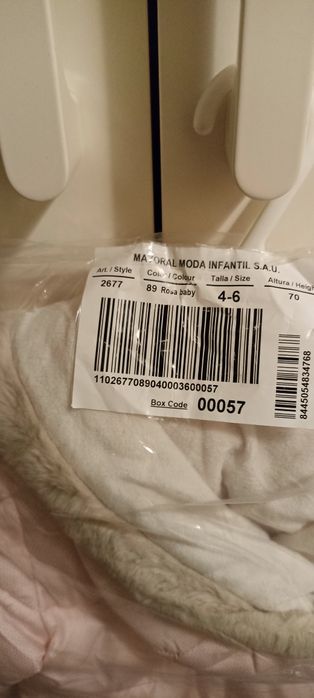 MAYORAL MODA INFANTIL S.A.U.
Art. / Style Color / Colour Talla / Size Altura / Heigh
2677 89 Rosa baby 4-6 70
1102677089040003600057
Box Code 00057
8445054834768